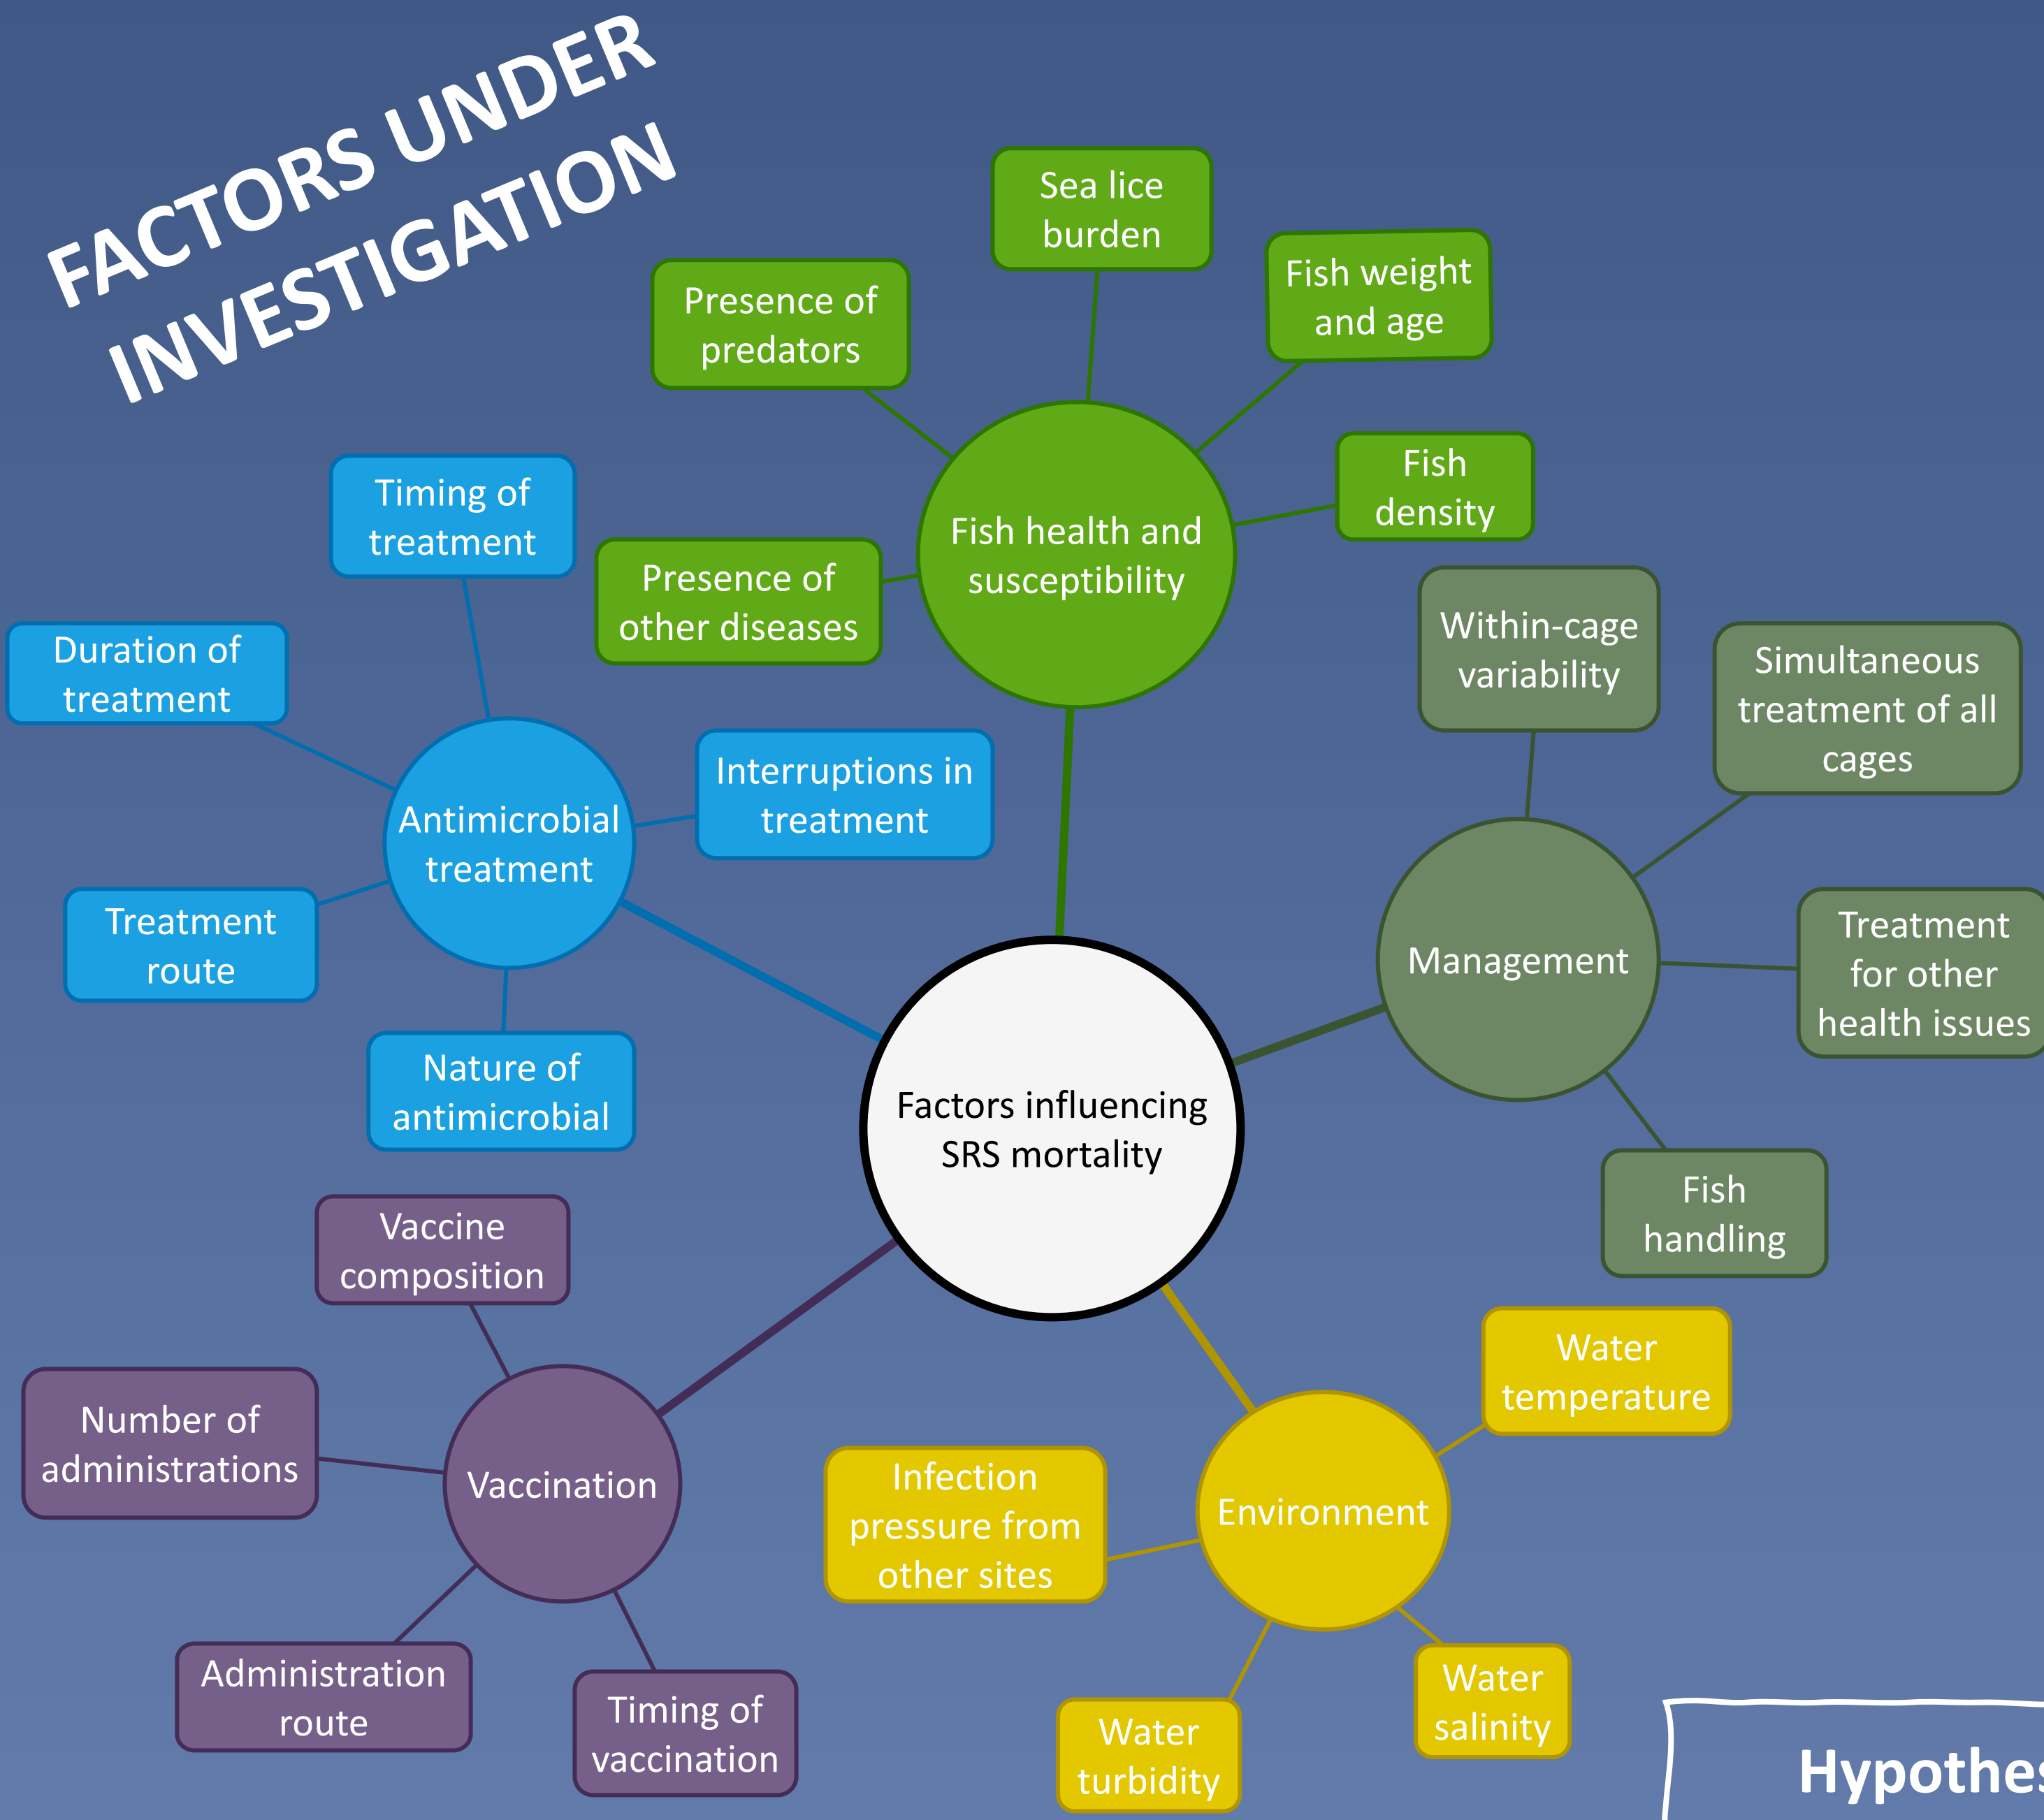 FACTORS UNDER
INVESTIGATION
Sea lice
burden
Fish weight
and age
Presence of
predators
Fish
density
Fish health and
susceptibility
Presence of
other diseases
Timing of
treatment
Duration of
treatment
Interruptions in
treatment
Antimicrobial
treatment
Treatment
route
Nature of
antimicrobial
Within-cage
variability
Simultaneous
treatment of all
cages
Management
Treatment
for other
health issues
Fish
handling
Factors influencing
SRS mortality
Vaccine
composition
Number of
administrations
Vaccination
Administration
route
Timing of
vaccination
Water
temperature
Infection
pressure from
other sites
Environment
Water
salinity
Water
turbidity